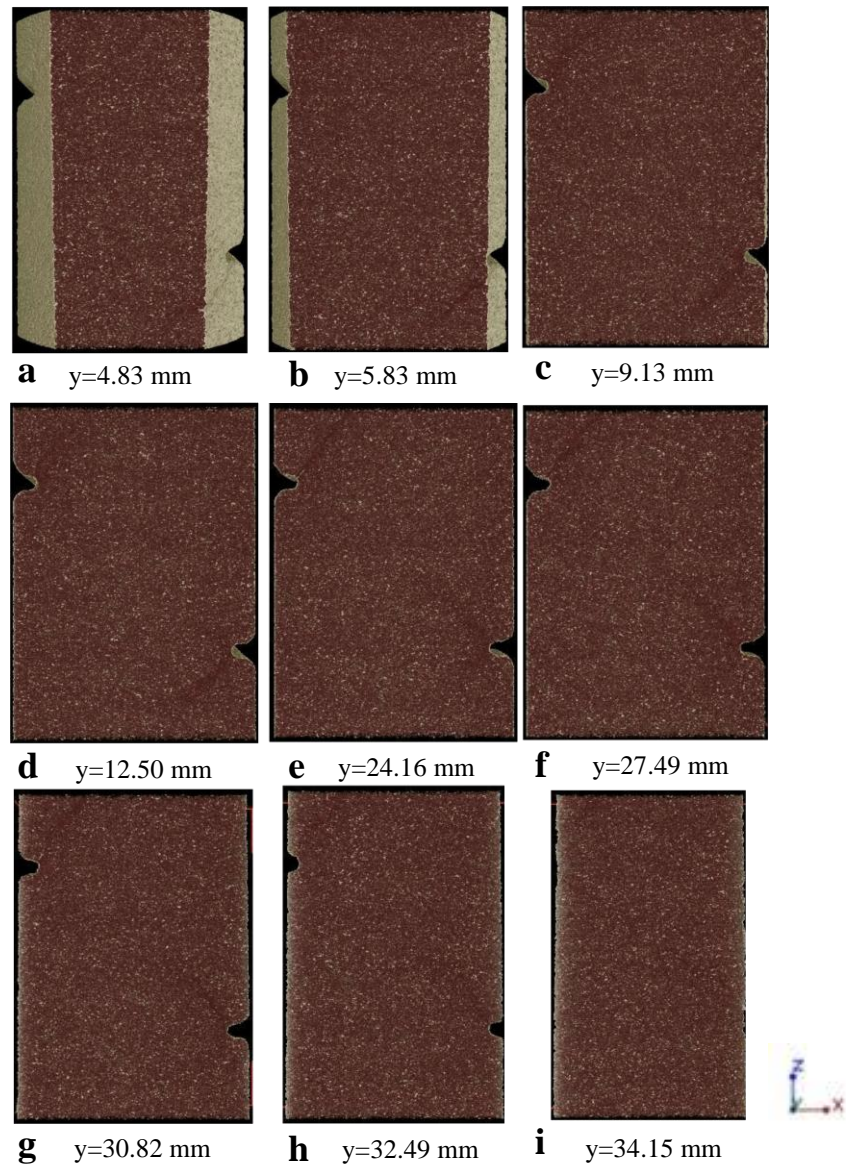 a y=4.83 mm
b y=5.83 mm
c y=9.13 mm
d y=12.50 mm
e y=24.16 mm
f y=27.49 mm
g y=30.82 mm
h y=32.49 mm
i y=34.15 mm
Z
Y X